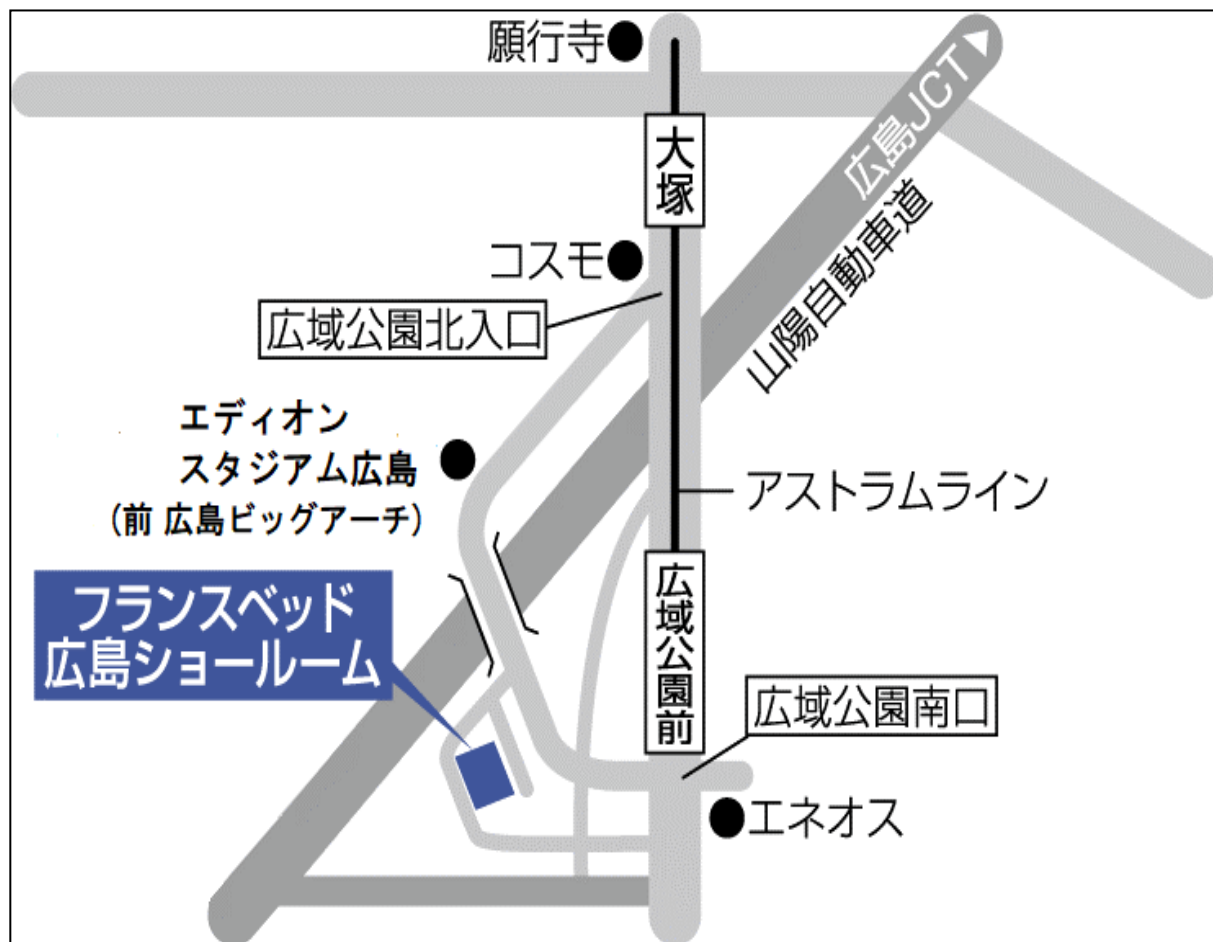 願行寺
広島JCT
大塚
山陽自動車道
コスモ
広域公園北入口
エディオン
スタジアム広島
(前 広島ビッグアーチ)
アストラムライン
フランスベッド
広島ショールーム
広域公園前
広域公園南口
エネオス